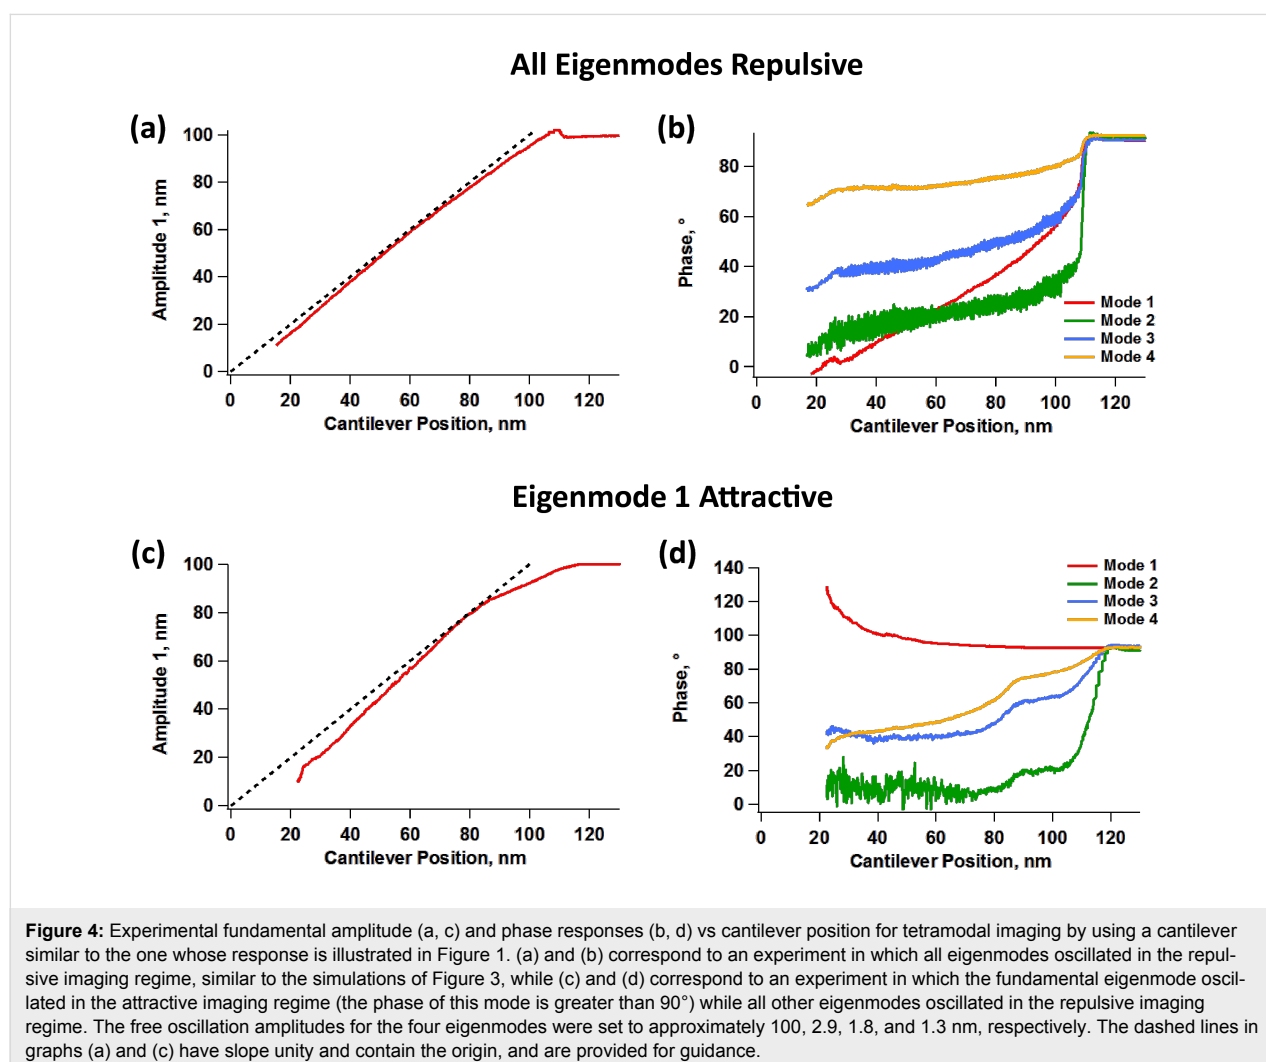 All Eigenmodes Repulsive
(a)
Amplitude 1, nm
100
80
60
40
20
0
0 20 40 60 80 100 120
Cantilever Position, nm
(b)
Phase, °
80
60
40
20
0
Mode 1
Mode 2
Mode 3
Mode 4
0 20 40 60 80 100 120
Cantilever Position, nm
Eigenmode 1 Attractive
(c)
Amplitude 1, nm
100
80
60
40
20
0
0 20 40 60 80 100 120
Cantilever Position, nm
(d)
Phase, °
140
120
100
80
60
40
20
0
Mode 1
Mode 2
Mode 3
Mode 4
0 20 40 60 80 100 120
Cantilever Position, nm
Figure 4: Experimental fundamental amplitude (a, c) and phase responses (b, d) vs cantilever position for tetramodal imaging by using a cantilever
similar to the one whose response is illustrated in Figure 1. (a) and (b) correspond to an experiment in which all eigenmodes oscillated in the repul-
sive imaging regime, similar to the simulations of Figure 3, while (c) and (d) correspond to an experiment in which the fundamental eigenmode oscil-
lated in the attractive imaging regime (the phase of this mode is greater than 90°) while all other eigenmodes oscillated in the repulsive imaging
regime. The free oscillation amplitudes for the four eigenmodes were set to approximately 100, 2.9, 1.8, and 1.3 nm, respectively. The dashed lines in
graphs (a) and (c) have slope unity and contain the origin, and are provided for guidance.